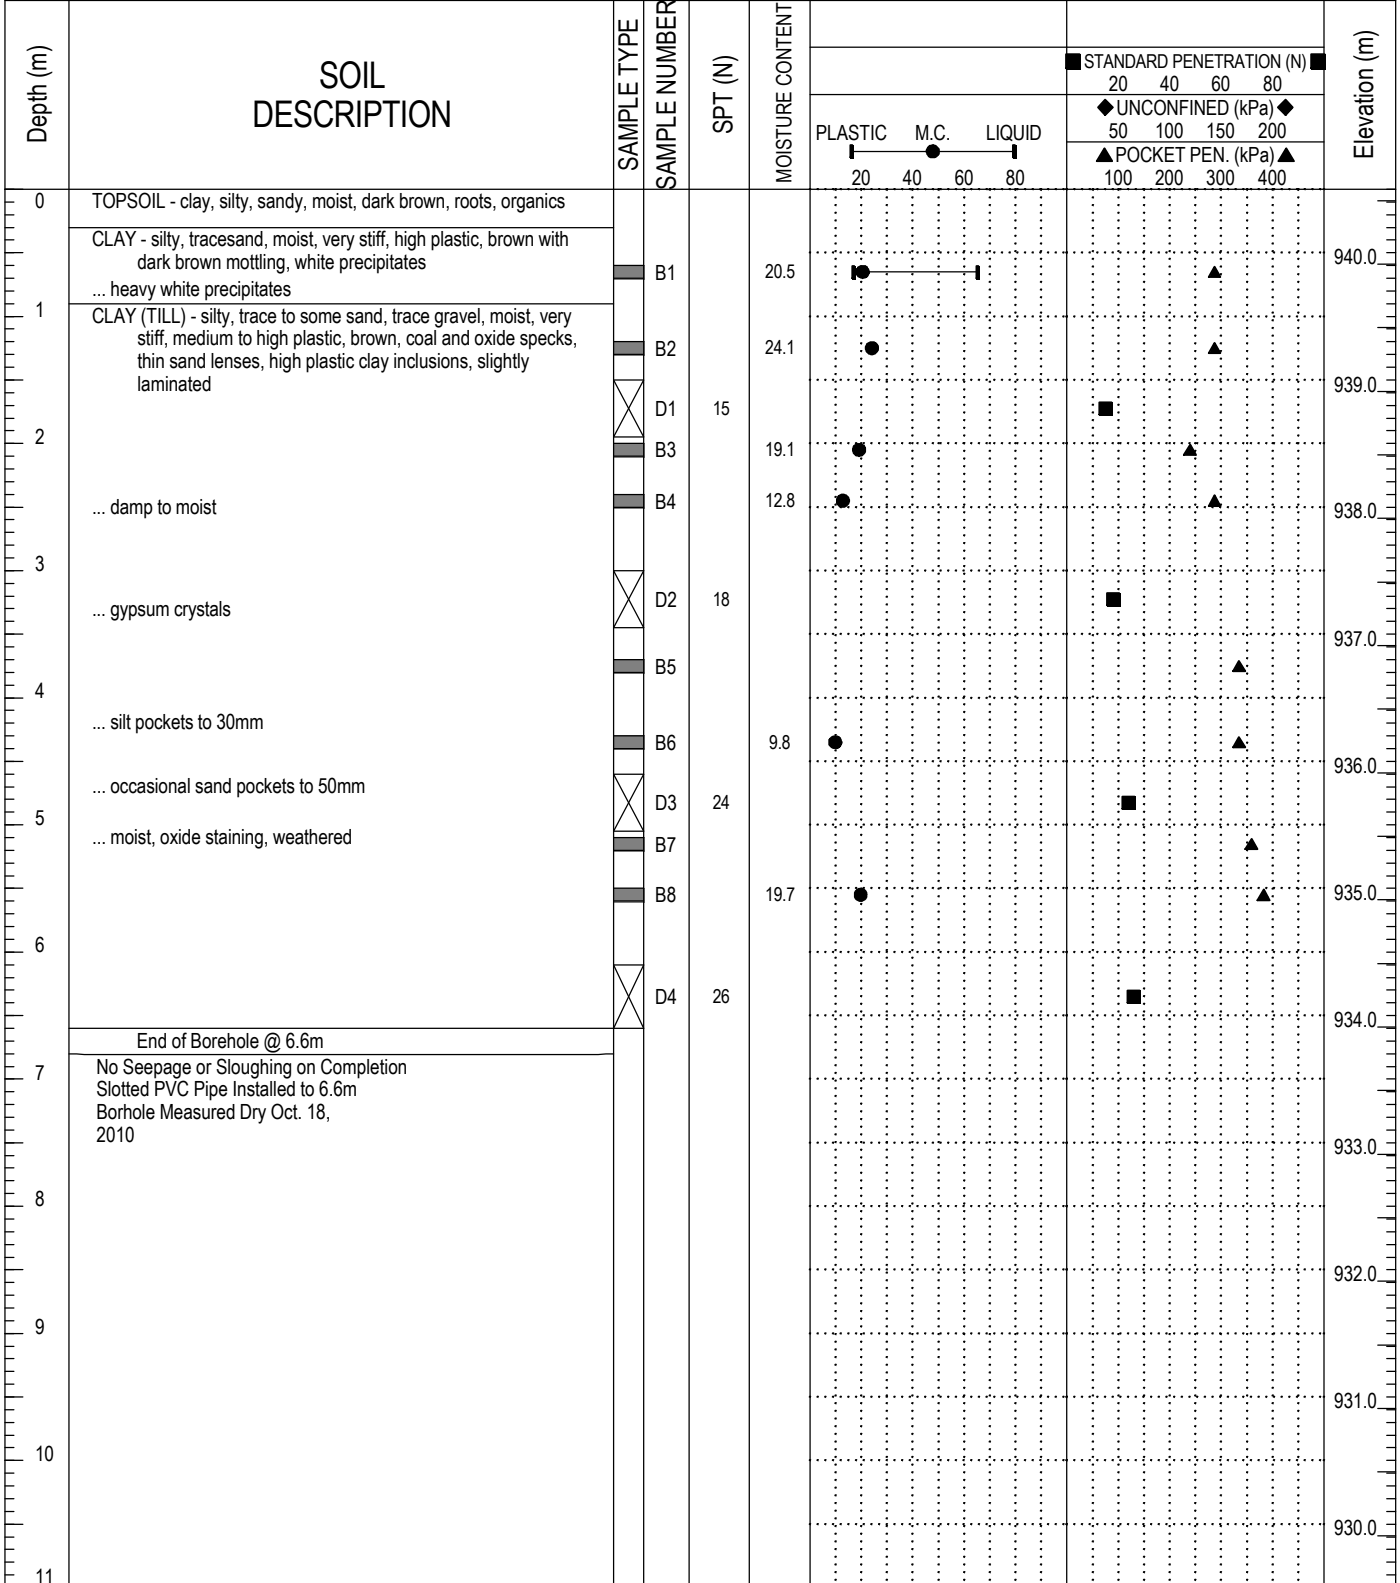 Depth (m)
SOIL
DESCRIPTION
SAMPLE TYPE
SAMPLE NUMBER
SPT (N)
MOISTURE CONTENT
PLASTIC M.C. LIQUID
20 40 60 80
STANDARD PENETRATION (N)
20 40 60 80
UNCONFINED (kPa)
50 100 150 200
POCKET PEN. (kPa)
100 200 300 400
Elevation (m)
0
TOPSOIL - clay, silty, sandy, moist, dark brown, roots, organics
CLAY - silty, tracesand, moist, very stiff, high plastic, brown with
dark brown mottling, white precipitates
940.0
B1 20.5
... heavy white precipitates
1
CLAY (TILL) - silty, trace to some sand, trace gravel, moist, very
stiff, medium to high plastic, brown, coal and oxide specks,
B2 24.1
thin sand lenses, high plastic clay inclusions, slightly
laminated
939.0
D1 15
2
B3 19.1
B4 12.8
... damp to moist
938.0
3
D2 18
... gypsum crystals
937.0
B5
4
... silt pockets to 30mm
B6 9.8
936.0
... occasional sand pockets to 50mm
D3 24
5
... moist, oxide staining, weathered
B7
B8 19.7
935.0
6
D4 26
934.0
End of Borehole @ 6.6m
No Seepage or Sloughing on Completion
7
Slotted PVC Pipe Installed to 6.6m
Borhole Measured Dry Oct. 18,
2010
933.0
8
932.0
9
931.0
10
930.0
11